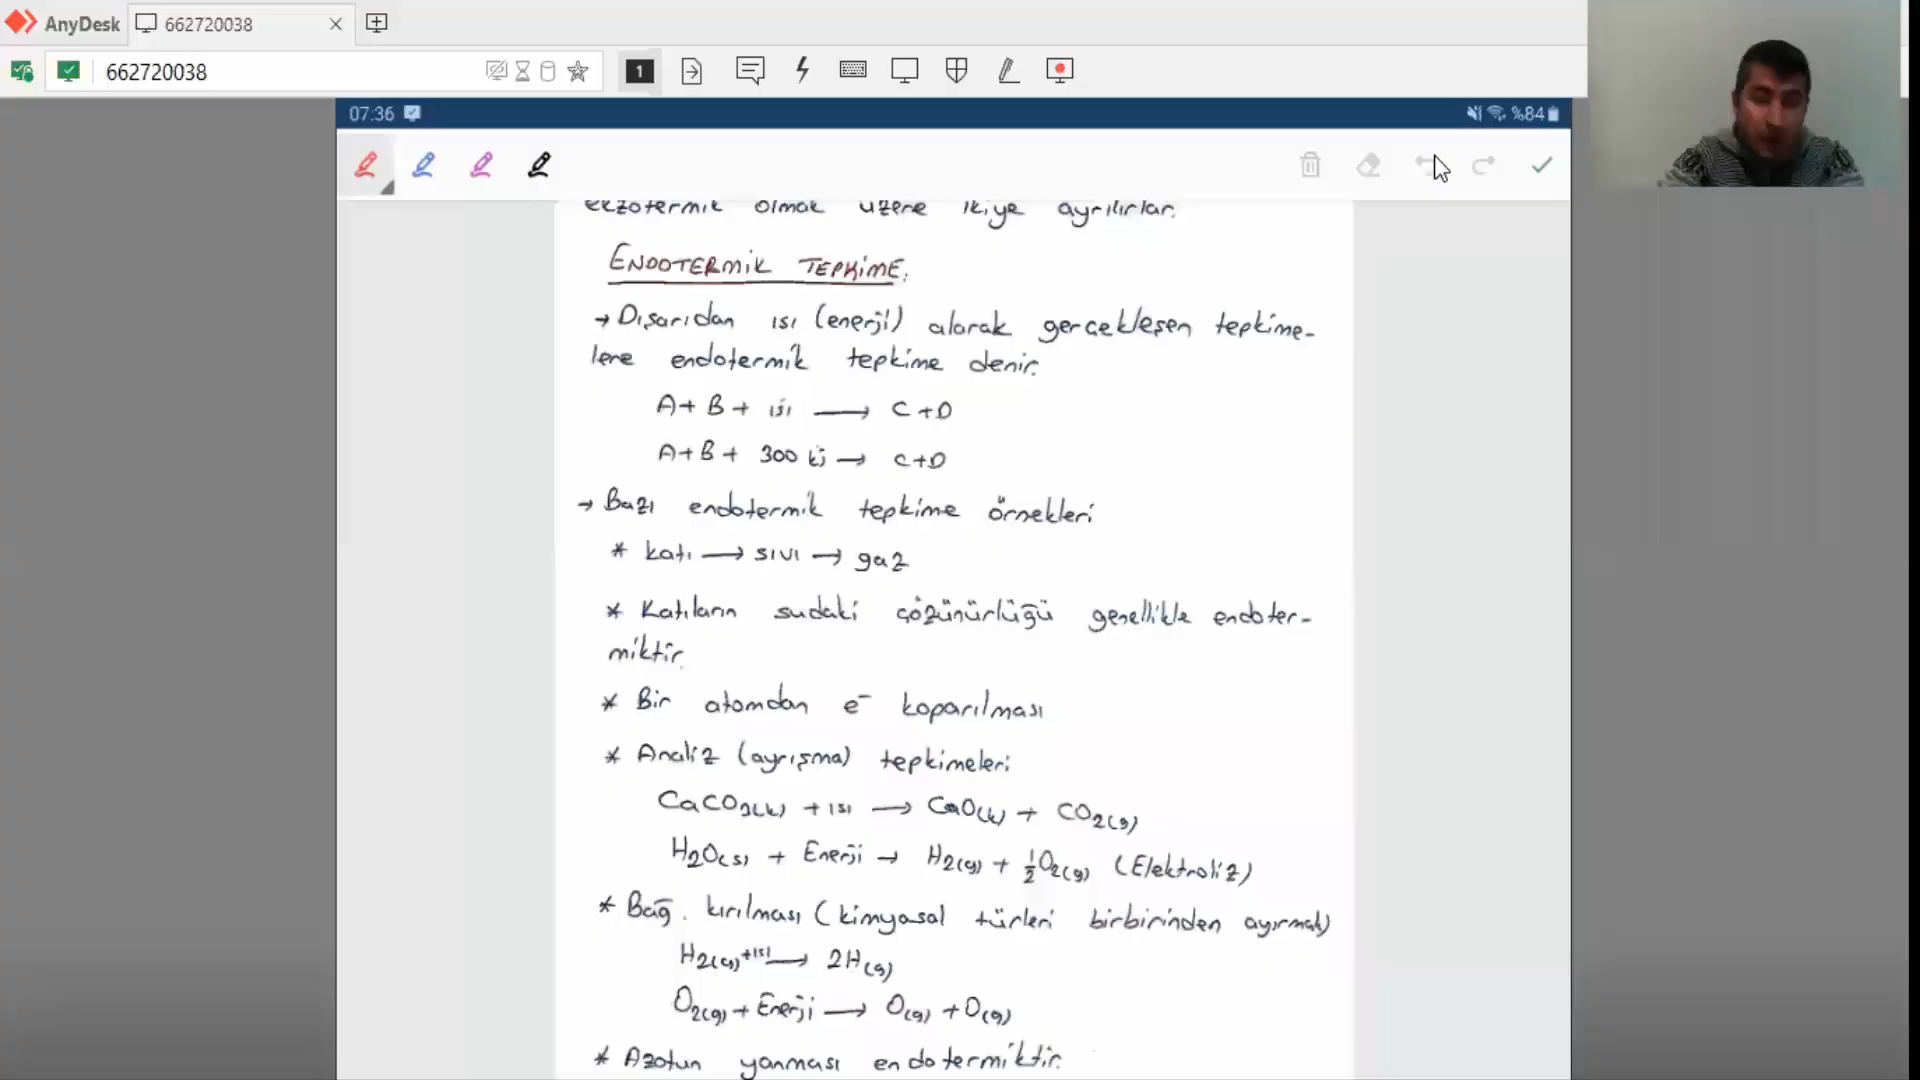 AnyDesk
662720038
662720038
1
07:36
%84
ekzotermik olmak üzere ikiye ayrılırlar.
ENDOTERMİK TEPKİME.
→ Dışarıdan ısı (enerji) alarak gerçekleşen tepkime-
lere endotermik tepkime denir.
A + B + ısı → C + D
A + B + 300 kj → C + D
→ Bazı endotermik tepkime örnekleri
* katı → sıvı → gaz
* Katıların sudaki çözünürlüğü genellikle endoter-
miktir.
* Bir atomdan e⁻ koparılması
* Analiz (ayrışma) tepkimeleri
CaCO₃(k) + ısı → CaO(k) + CO₂(g)
H₂O(s) + Enerji → H₂(g) + ½O₂(g) (Elektroliz)
* Bağ kırılması (kimyasal türleri birbirinden ayırmak)
H₂(g) + ısı → 2H(g)
O₂(g) + Enerji → O(g) + O(g)
* Azotun yanması endotermiktir.